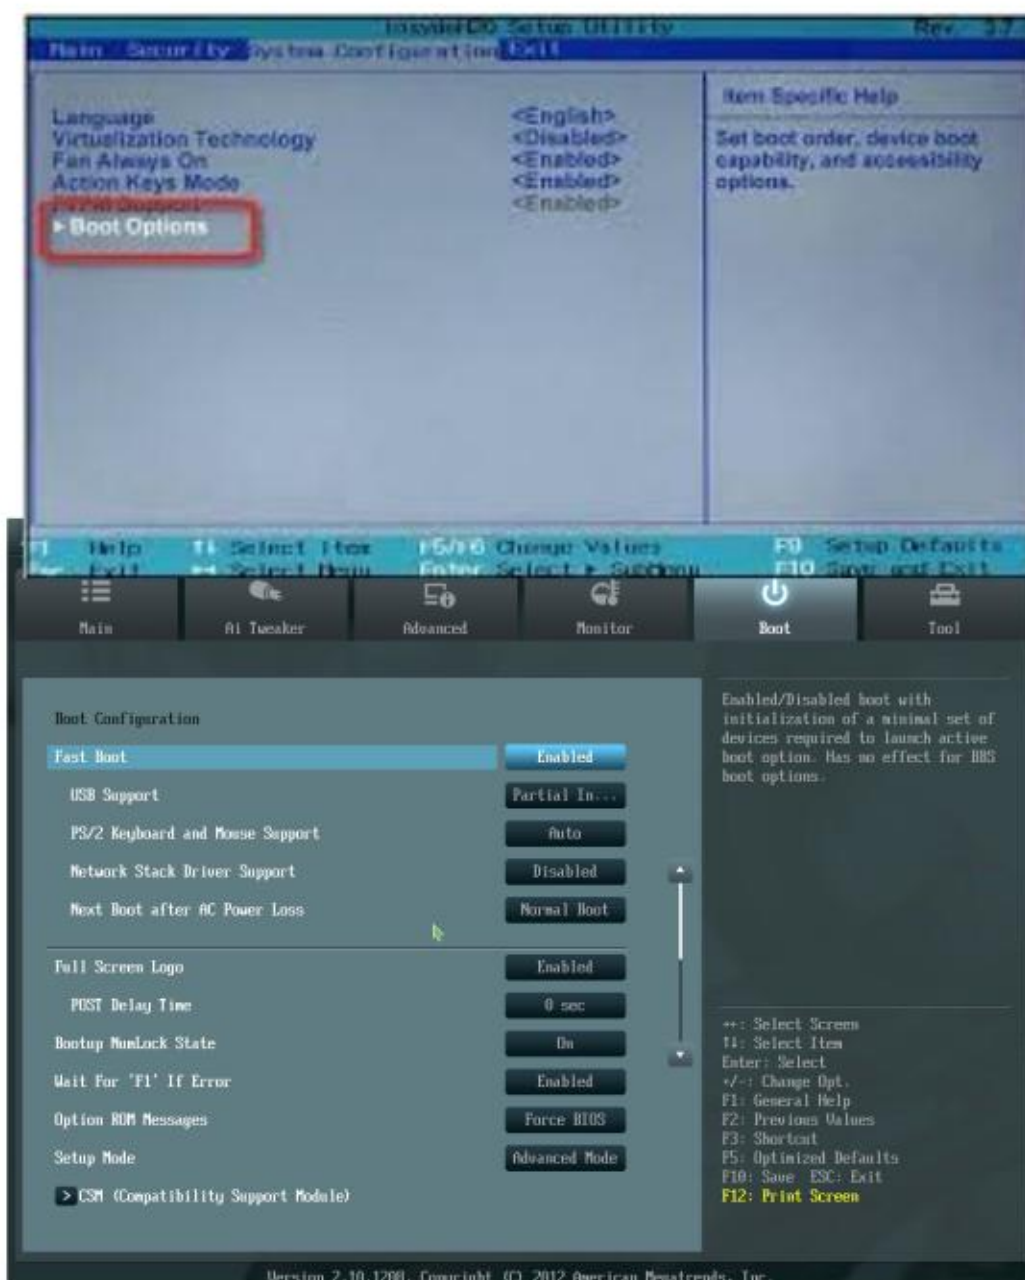 InsydeH2O Setup Utility Rev. 3.7
Main Security System Configuration Exit
Language <English>
Virtualization Technology <Disabled>
Fan Always On <Enabled>
Action Keys Mode <Enabled>
Support <Enabled>
▸ Boot Options
Item Specific Help
Set boot order, device boot
capability, and accessibility
options.
F1 Help ↑↓ Select Item F5/F6 Change Values F9 Setup Defaults
Esc Exit ↔ Select Menu Enter Select ▸ SubMenu F10 Save and Exit
Main Ai Tweaker Advanced Monitor Boot Tool
Boot Configuration
Fast Boot Enabled
USB Support Partial In...
PS/2 Keyboard and Mouse Support Auto
Network Stack Driver Support Disabled
Next Boot after AC Power Loss Normal Boot
Full Screen Logo Enabled
POST Delay Time 0 sec
Bootup NumLock State On
Wait For 'F1' If Error Enabled
Option ROM Messages Force BIOS
Setup Mode Advanced Mode
> CSM (Compatibility Support Module)
Enabled/Disabled boot with
initialization of a minimal set of
devices required to launch active
boot option. Has no effect for BBS
boot options.
↔: Select Screen
↑↓: Select Item
Enter: Select
+/-: Change Opt.
F1: General Help
F2: Previous Values
F3: Shortcut
F5: Optimized Defaults
F10: Save ESC: Exit
F12: Print Screen
Version 2.10.1208. Copyright (C) 2012 American Megatrends, Inc.